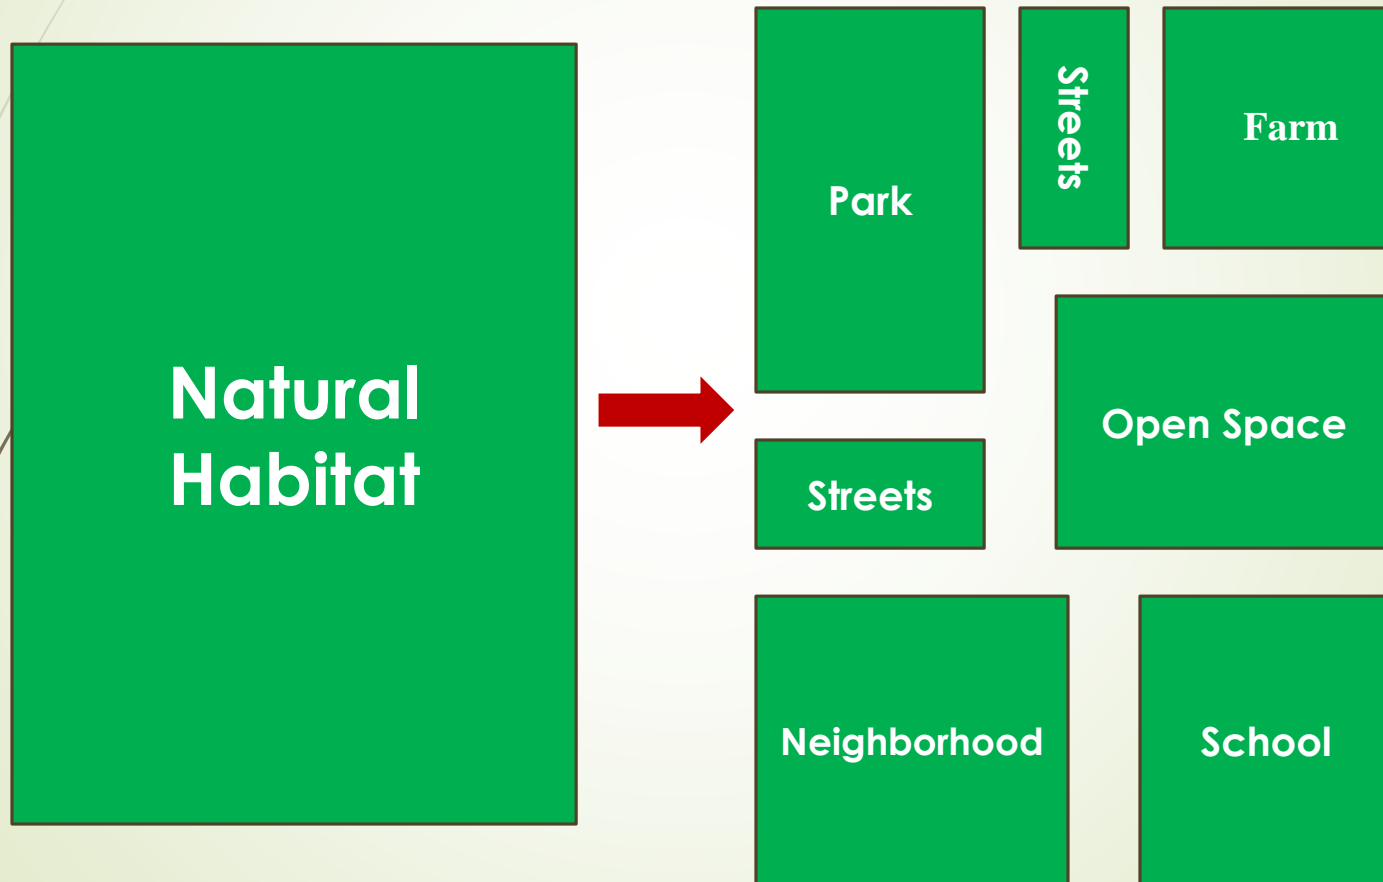 Natural
Habitat
Park
Streets
Farm
Open Space
Streets
Neighborhood
School